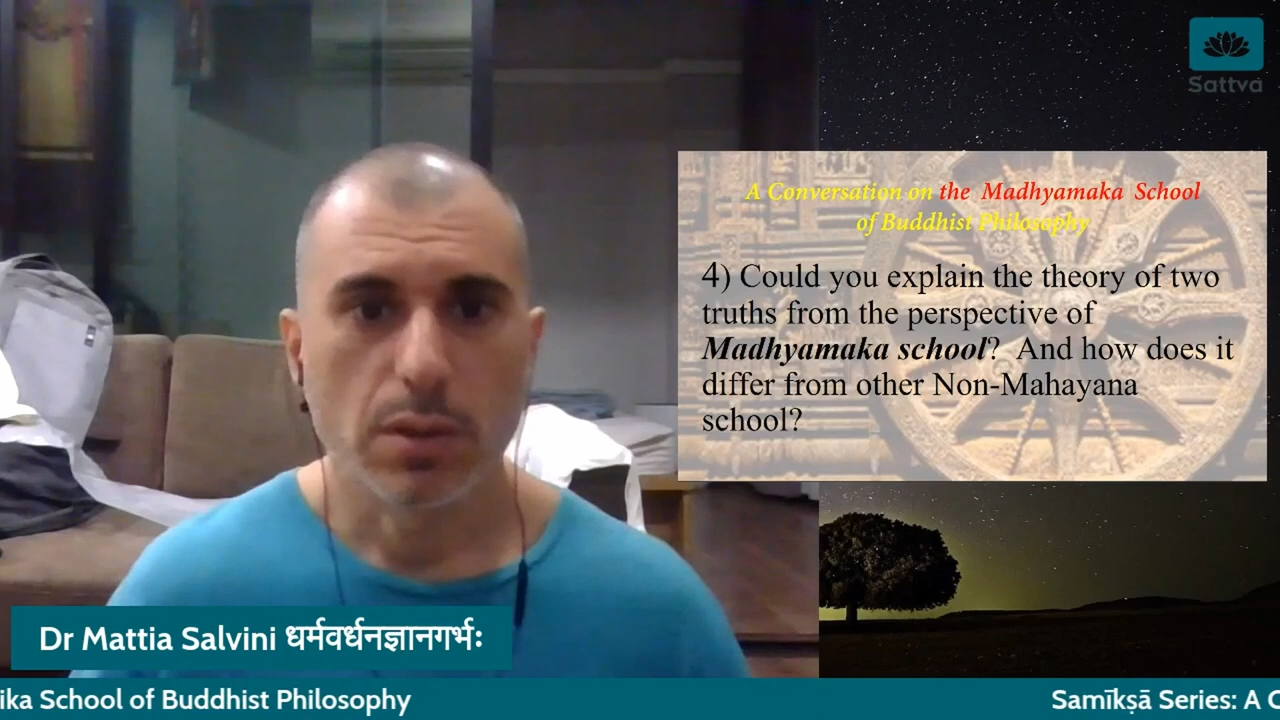 Sattva
A Conversation on the Madhyamaka School
of Buddhist Philosophy
4) Could you explain the theory of two
truths from the perspective of
Madhyamaka school? And how does it
differ from other Non-Mahayana
school?
Dr Mattia Salvini धर्मवर्धनज्ञानगर्भः
ika School of Buddhist Philosophy
Samīkṣā Series: A C